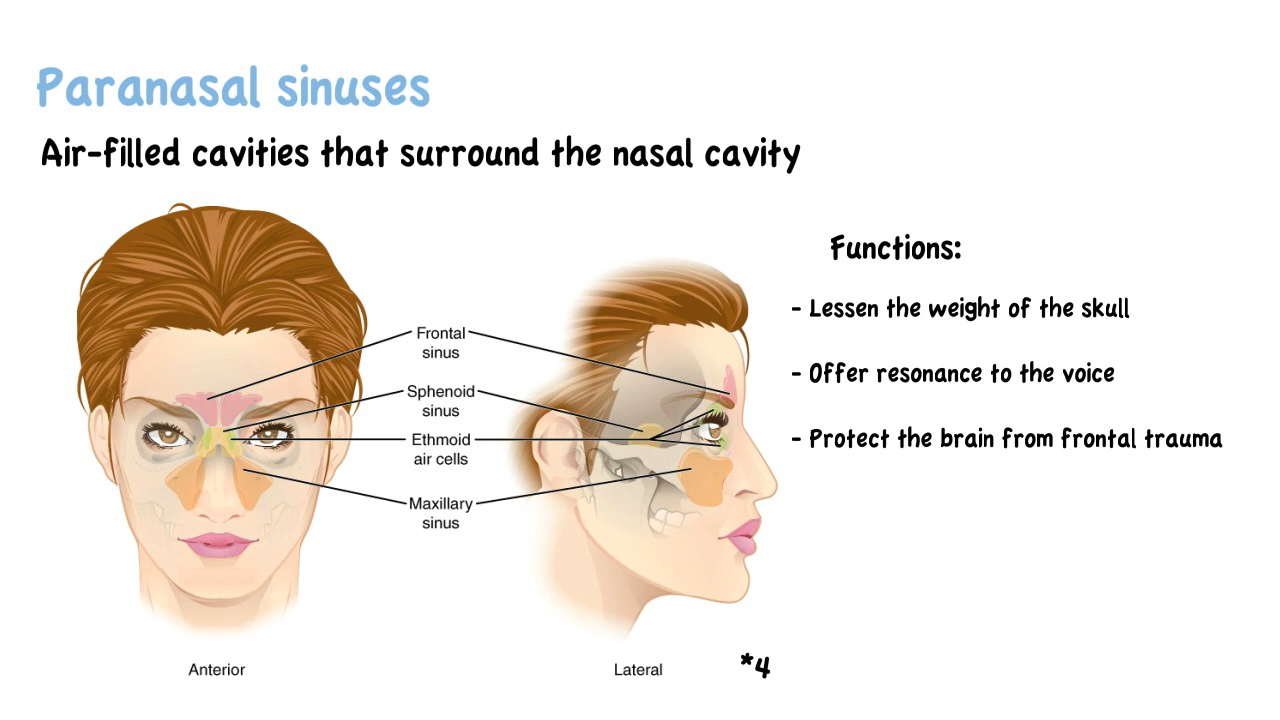 Paranasal sinuses
Air-filled cavities that surround the nasal cavity
Frontal
sinus
Sphenoid
sinus
Ethmoid
air cells
Maxillary
sinus
Anterior
Lateral
*4
Functions:
- Lessen the weight of the skull
- Offer resonance to the voice
- Protect the brain from frontal trauma